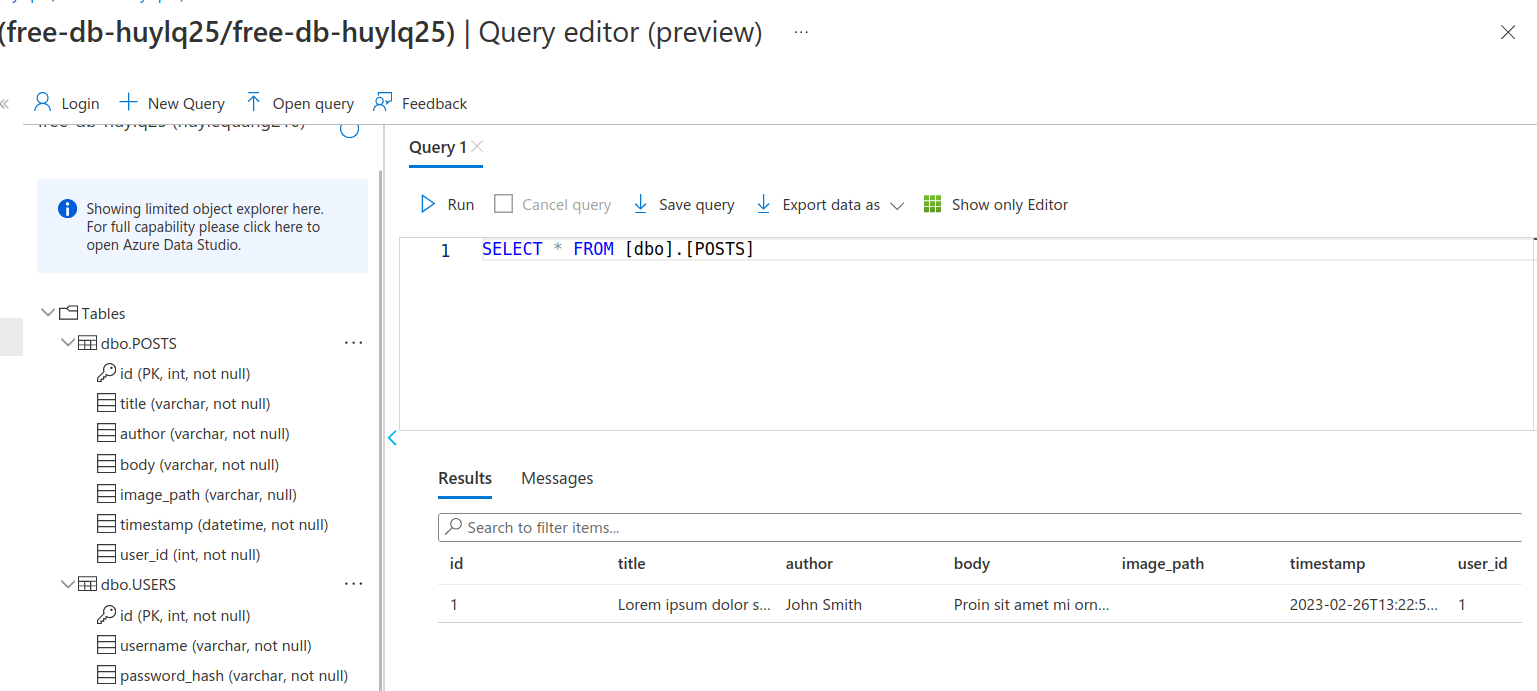 (free-db-huylq25/free-db-huylq25) | Query editor (preview) ...
Login New Query Open query Feedback
Query 1
Showing limited object explorer here.
For full capability please click here to
open Azure Data Studio.
Run Cancel query Save query Export data as Show only Editor
1 SELECT * FROM [dbo].[POSTS]
Tables
dbo.POSTS ...
id (PK, int, not null)
title (varchar, not null)
author (varchar, not null)
body (varchar, not null)
image_path (varchar, null)
timestamp (datetime, not null)
user_id (int, not null)
dbo.USERS ...
id (PK, int, not null)
username (varchar, not null)
password_hash (varchar, not null)
Results Messages
Search to filter items...
id title author body image_path timestamp user_id
1 Lorem ipsum dolor s... John Smith Proin sit amet mi orn... 2023-02-26T13:22:5... 1